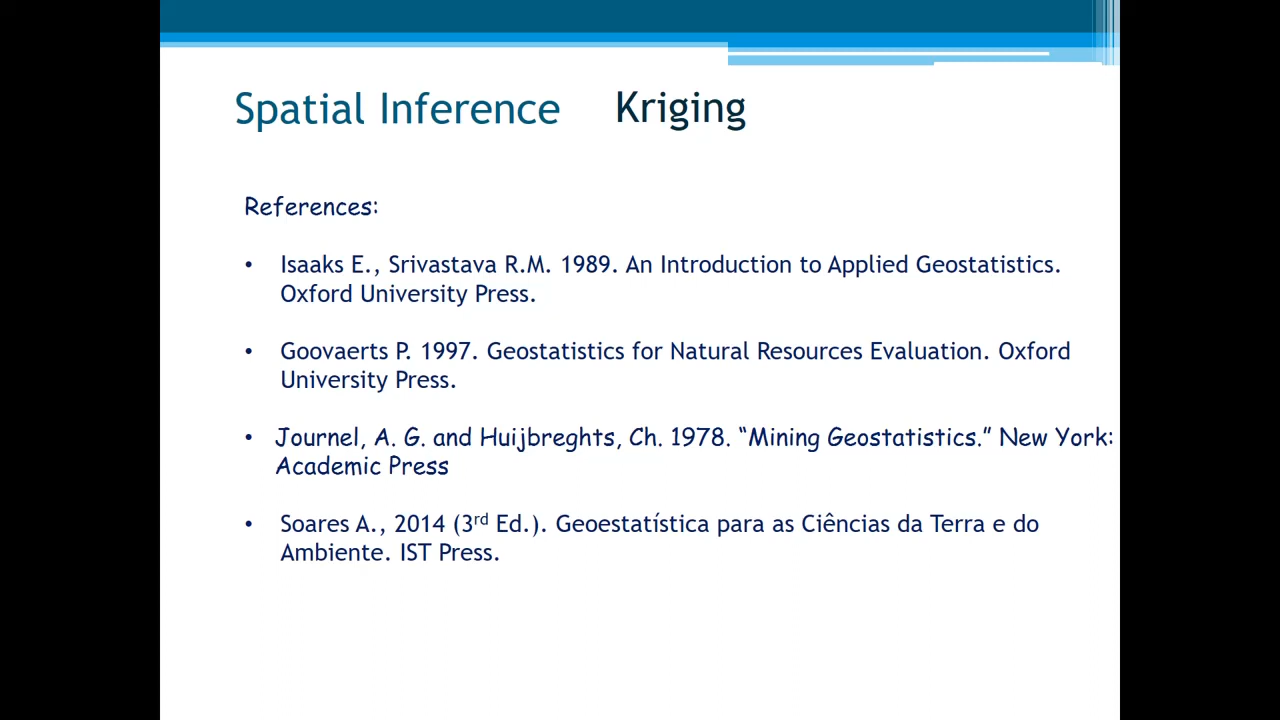 Spatial Inference Kriging
References:
• Isaaks E., Srivastava R.M. 1989. An Introduction to Applied Geostatistics.
Oxford University Press.
• Goovaerts P. 1997. Geostatistics for Natural Resources Evaluation. Oxford
University Press.
• Journel, A. G. and Huijbreghts, Ch. 1978. “Mining Geostatistics.” New York:
Academic Press
• Soares A., 2014 (3rd Ed.). Geoestatística para as Ciências da Terra e do
Ambiente. IST Press.